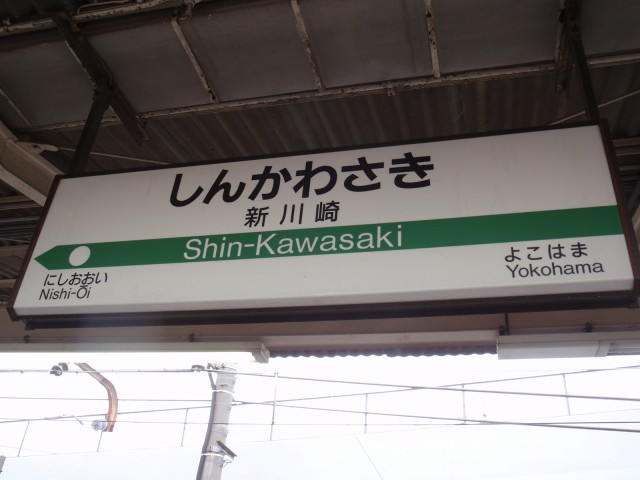 しんかわさき
新川崎
Shin-Kawasaki
にしおおい
Nishi-Ōi
よこはま
Yokohama